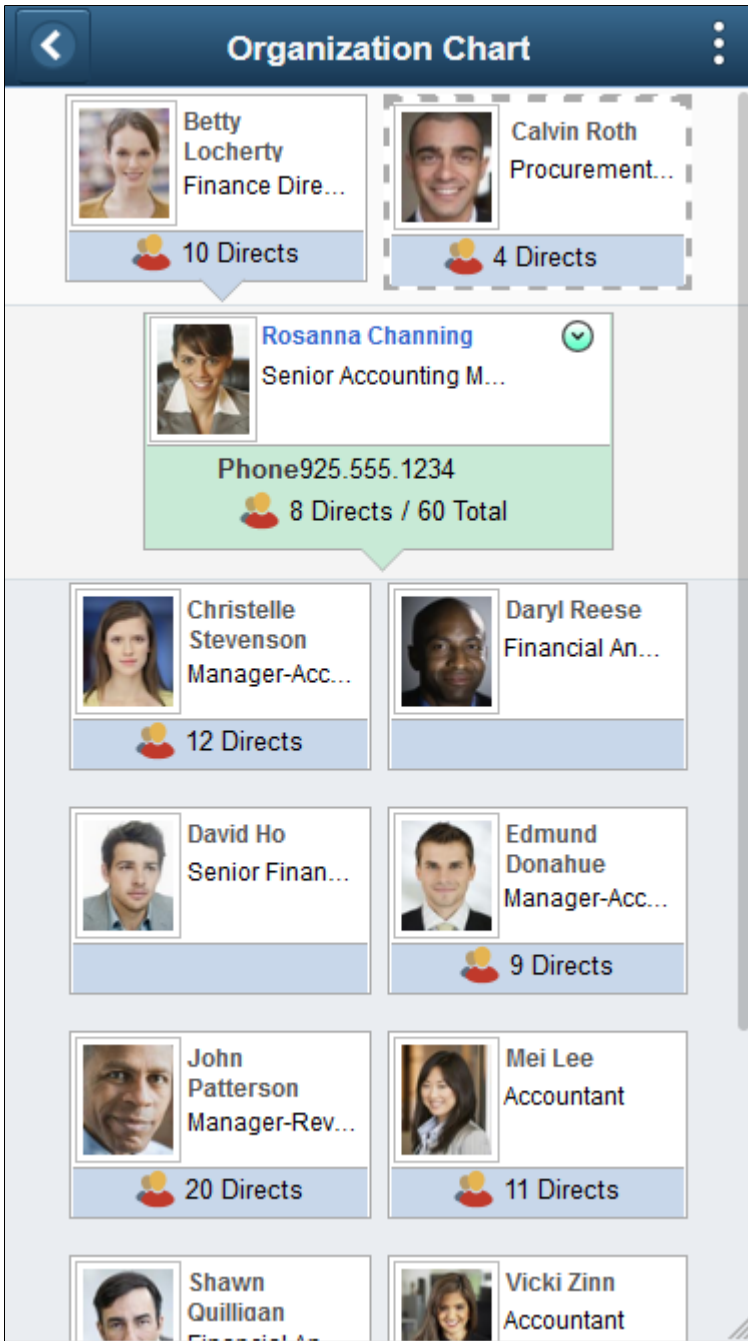 Organization Chart
Betty
Locherty
Finance Dire...
10 Directs
Calvin Roth
Procurement...
4 Directs
Rosanna Channing
Senior Accounting M...
Phone925.555.1234
8 Directs / 60 Total
Christelle
Stevenson
Manager-Acc...
12 Directs
Daryl Reese
Financial An...
David Ho
Senior Finan...
Edmund
Donahue
Manager-Acc...
9 Directs
John
Patterson
Manager-Rev...
20 Directs
Mei Lee
Accountant
11 Directs
Shawn
Quilligan
Financial An...
Vicki Zinn
Accountant